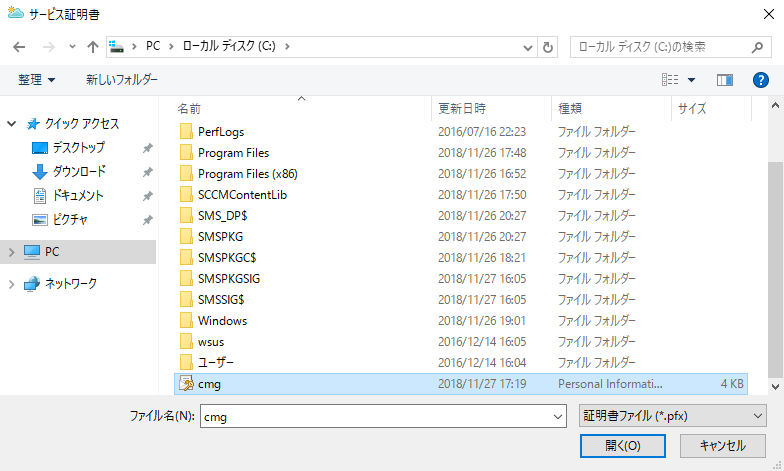 サービス証明書
PC › ローカル ディスク (C:) ›
ローカル ディスク (C:)の検索
整理 新しいフォルダー
名前 更新日時 種類 サイズ
クイック アクセス
デスクトップ
ダウンロード
ドキュメント
ピクチャ
PC
ネットワーク
PerfLogs 2016/07/16 22:23 ファイル フォルダー
Program Files 2018/11/26 17:48 ファイル フォルダー
Program Files (x86) 2018/11/26 16:52 ファイル フォルダー
SCCMContentLib 2018/11/26 17:50 ファイル フォルダー
SMS_DP$ 2018/11/26 20:27 ファイル フォルダー
SMSPKG 2018/11/26 20:27 ファイル フォルダー
SMSPKGC$ 2018/11/26 18:21 ファイル フォルダー
SMSPKGSIG 2018/11/27 16:05 ファイル フォルダー
SMSSIG$ 2018/11/27 16:05 ファイル フォルダー
Windows 2018/11/26 19:01 ファイル フォルダー
wsus 2016/12/14 16:05 ファイル フォルダー
ユーザー 2016/12/14 16:04 ファイル フォルダー
cmg 2018/11/27 17:19 Personal Informati... 4 KB
ファイル名(N): cmg 証明書ファイル (*.pfx)
開く(O) キャンセル